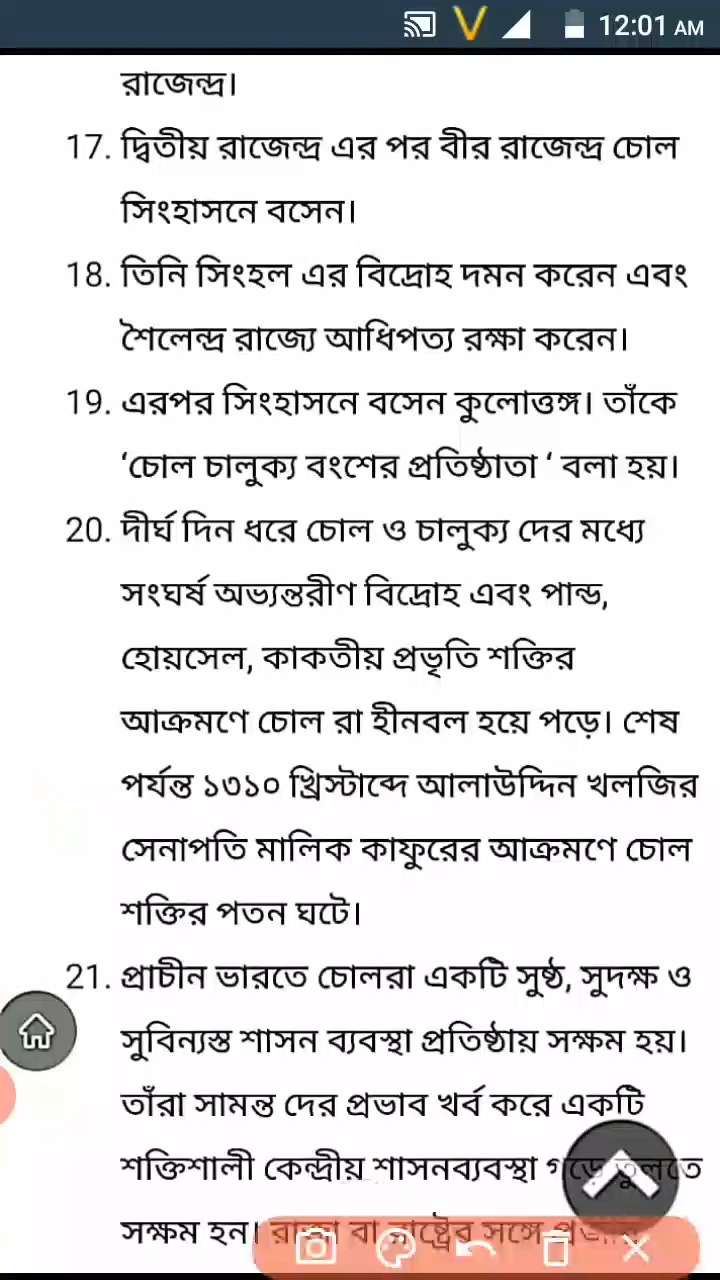 12:01 AM
রাজেন্দ্র।
17. দ্বিতীয় রাজেন্দ্র এর পর বীর রাজেন্দ্র চোল
সিংহাসনে বসেন।
18. তিনি সিংহল এর বিদ্রোহ দমন করেন এবং
শৈলেন্দ্র রাজ্যে আধিপত্য রক্ষা করেন।
19. এরপর সিংহাসনে বসেন কুলোত্তঙ্গ। তাঁকে
‘চোল চালুক্য বংশের প্রতিষ্ঠাতা ‘ বলা হয়।
20. দীর্ঘ দিন ধরে চোল ও চালুক্য দের মধ্যে
সংঘর্ষ অভ্যন্তরীণ বিদ্রোহ এবং পান্ড,
হোয়সেল, কাকতীয় প্রভৃতি শক্তির
আক্রমণে চোল রা হীনবল হয়ে পড়ে। শেষ
পর্যন্ত ১৩১০ খ্রিস্টাব্দে আলাউদ্দিন খলজির
সেনাপতি মালিক কাফুরের আক্রমণে চোল
শক্তির পতন ঘটে।
21. প্রাচীন ভারতে চোলরা একটি সুষ্ঠ, সুদক্ষ ও
সুবিন্যস্ত শাসন ব্যবস্থা প্রতিষ্ঠায় সক্ষম হয়।
তাঁরা সামন্ত দের প্রভাব খর্ব করে একটি
শক্তিশালী কেন্দ্রীয় শাসনব্যবস্থা গড়ে তুলতে
সক্ষম হন। রাজা বা রাষ্ট্রের সঙ্গে